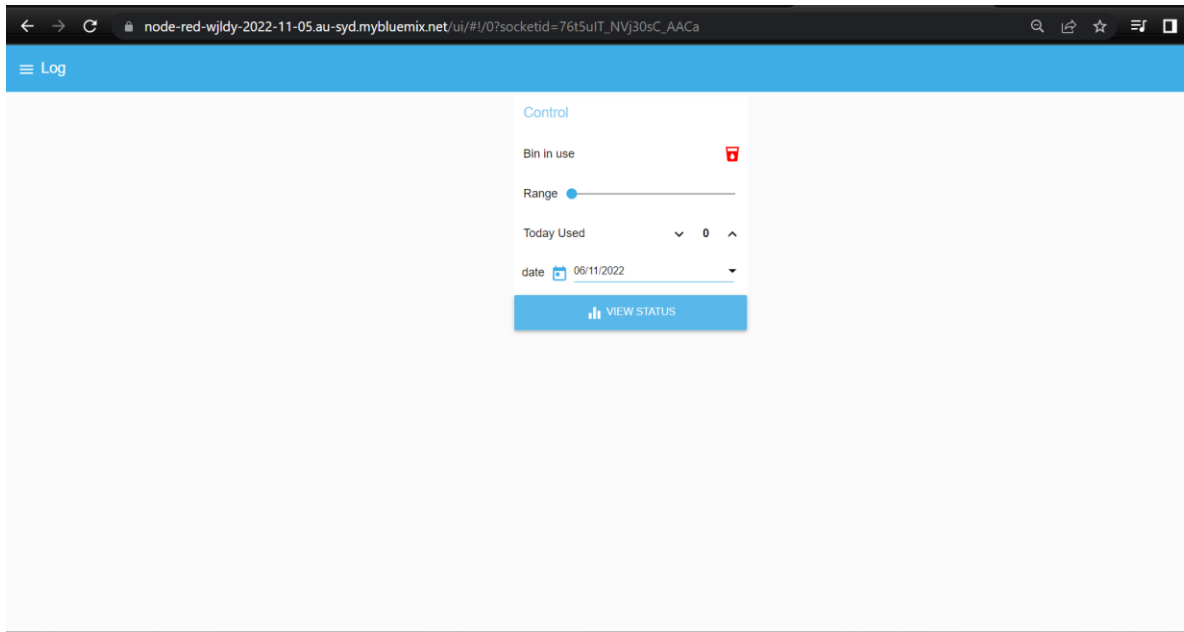 node-red-wjldy-2022-11-05.au-syd.mybluemix.net/ui/#!/0?socketid=76t5uIT_NVj30sC_AACa
Log
Control
Bin in use
Range
Today Used 0
date 06/11/2022
VIEW STATUS